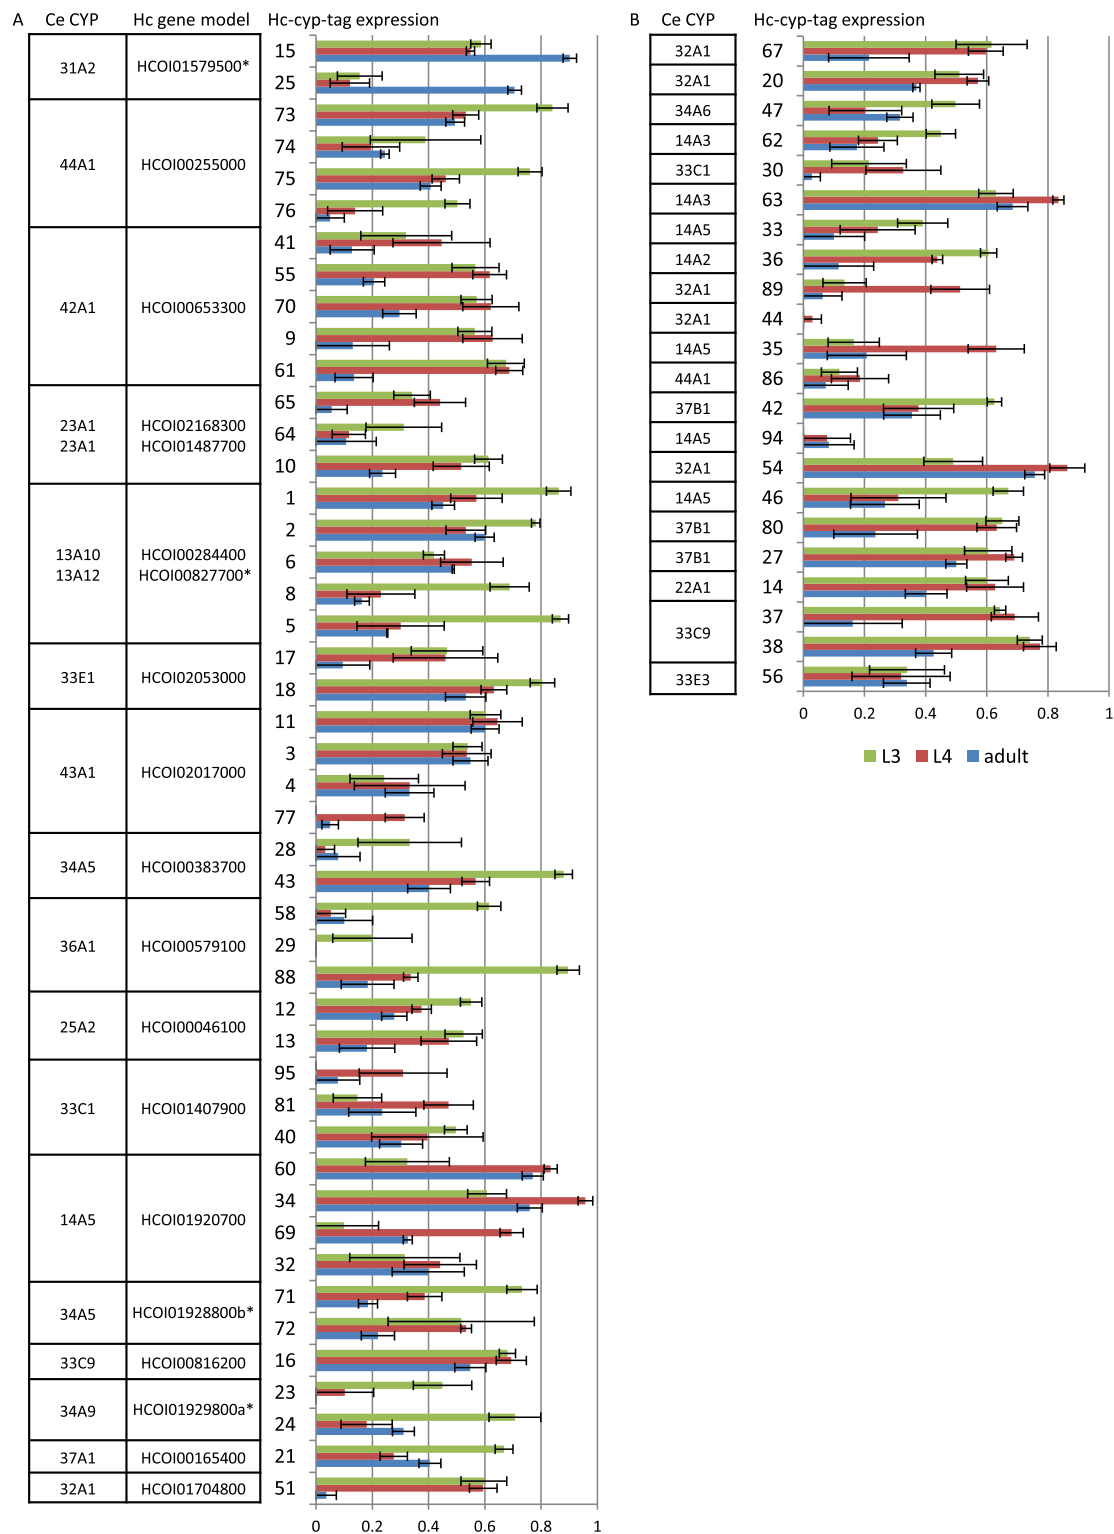 A Ce CYP Hc gene model Hc-cyp-tag expression
31A2 HCOI01579500* 15
25
44A1 HCOI00255000 73
74
75
76
42A1 HCOI00653300 41
55
70
9
61
23A1 HCOI02168300 65
23A1 HCOI01487700 64
10
13A10 HCOI00284400 1
13A12 HCOI00827700* 2
6
8
5
33E1 HCOI02053000 17
18
43A1 HCOI02017000 11
3
4
77
34A5 HCOI00383700 28
43
36A1 HCOI00579100 58
29
88
25A2 HCOI00046100 12
13
33C1 HCOI01407900 95
81
40
14A5 HCOI01920700 60
34
69
32
34A5 HCOI01928800b* 71
72
33C9 HCOI00816200 16
34A9 HCOI01929800a* 23
24
37A1 HCOI00165400 21
32A1 HCOI01704800 51
0 0.2 0.4 0.6 0.8 1
B Ce CYP Hc-cyp-tag expression
32A1 67
32A1 20
34A6 47
14A3 62
33C1 30
14A3 63
14A5 33
14A2 36
32A1 89
32A1 44
14A5 35
44A1 86
37B1 42
14A5 94
32A1 54
14A5 46
37B1 80
37B1 27
22A1 14
33C9 37
38
33E3 56
0 0.2 0.4 0.6 0.8 1
L3 L4 adult